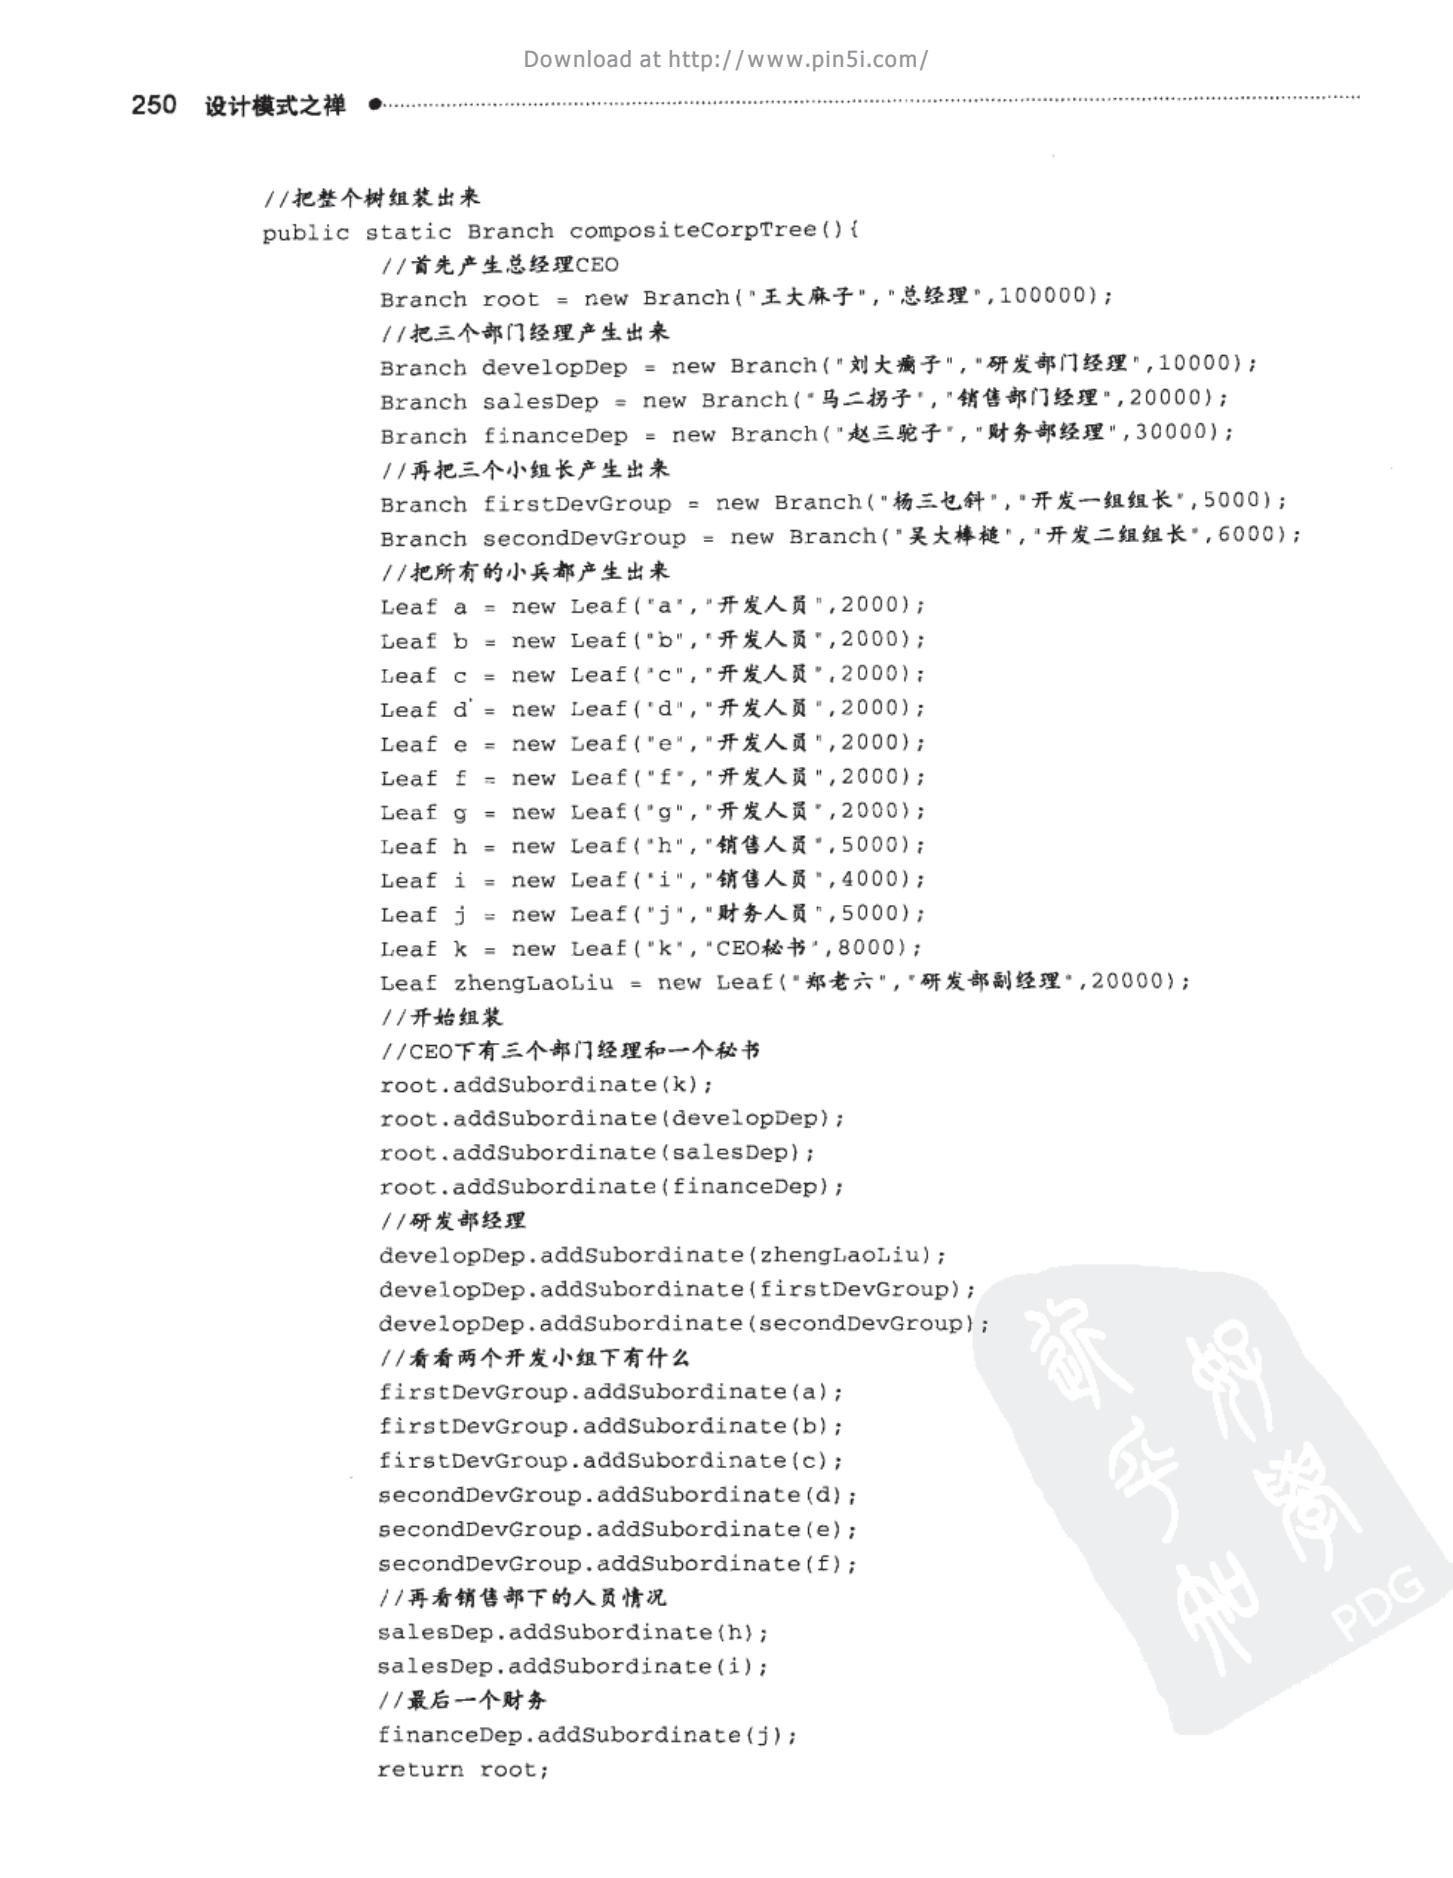 Download at http://www.pin5i.com/
250 设计模式之禅
//把整个树组装出来
public static Branch compositeCorpTree(){
//首先产生总经理CEO
Branch root = new Branch("王大麻子","总经理",100000);
//把三个部门经理产生出来
Branch developDep = new Branch("刘大瘸子","研发部门经理",10000);
Branch salesDep = new Branch("马二拐子","销售部门经理",20000);
Branch financeDep = new Branch("赵三驼子","财务部经理",30000);
//再把三个小组长产生出来
Branch firstDevGroup = new Branch("杨三乜斜","开发一组组长",5000);
Branch secondDevGroup = new Branch("吴大棒槌","开发二组组长",6000);
//把所有的小兵都产生出来
Leaf a = new Leaf("a","开发人员",2000);
Leaf b = new Leaf("b","开发人员",2000);
Leaf c = new Leaf("c","开发人员",2000);
Leaf d = new Leaf("d","开发人员",2000);
Leaf e = new Leaf("e","开发人员",2000);
Leaf f = new Leaf("f","开发人员",2000);
Leaf g = new Leaf("g","开发人员",2000);
Leaf h = new Leaf("h","销售人员",5000);
Leaf i = new Leaf("i","销售人员",4000);
Leaf j = new Leaf("j","财务人员",5000);
Leaf k = new Leaf("k","CEO秘书",8000);
Leaf zhengLaoLiu = new Leaf("郑老六","研发部副经理",20000);
//开始组装
//CEO下有三个部门经理和一个秘书
root.addSubordinate(k);
root.addSubordinate(developDep);
root.addSubordinate(salesDep);
root.addSubordinate(financeDep);
//研发部经理
developDep.addSubordinate(zhengLaoLiu);
developDep.addSubordinate(firstDevGroup);
developDep.addSubordinate(secondDevGroup);
//看看两个开发小组下有什么
firstDevGroup.addSubordinate(a);
firstDevGroup.addSubordinate(b);
firstDevGroup.addSubordinate(c);
secondDevGroup.addSubordinate(d);
secondDevGroup.addSubordinate(e);
secondDevGroup.addSubordinate(f);
//再看销售部下的人员情况
salesDep.addSubordinate(h);
salesDep.addSubordinate(i);
//最后一个财务
financeDep.addSubordinate(j);
return root;
PDG